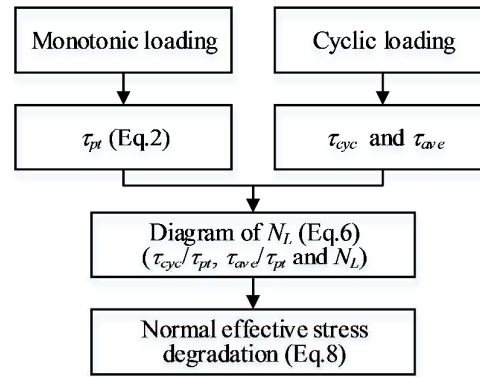 Monotonic loading
Cyclic loading
τpt (Eq.2)
τcyc and τave
Diagram of NL (Eq.6)
(τcyc/τpt, τave/τpt and NL)
Normal effective stress
degradation (Eq.8)